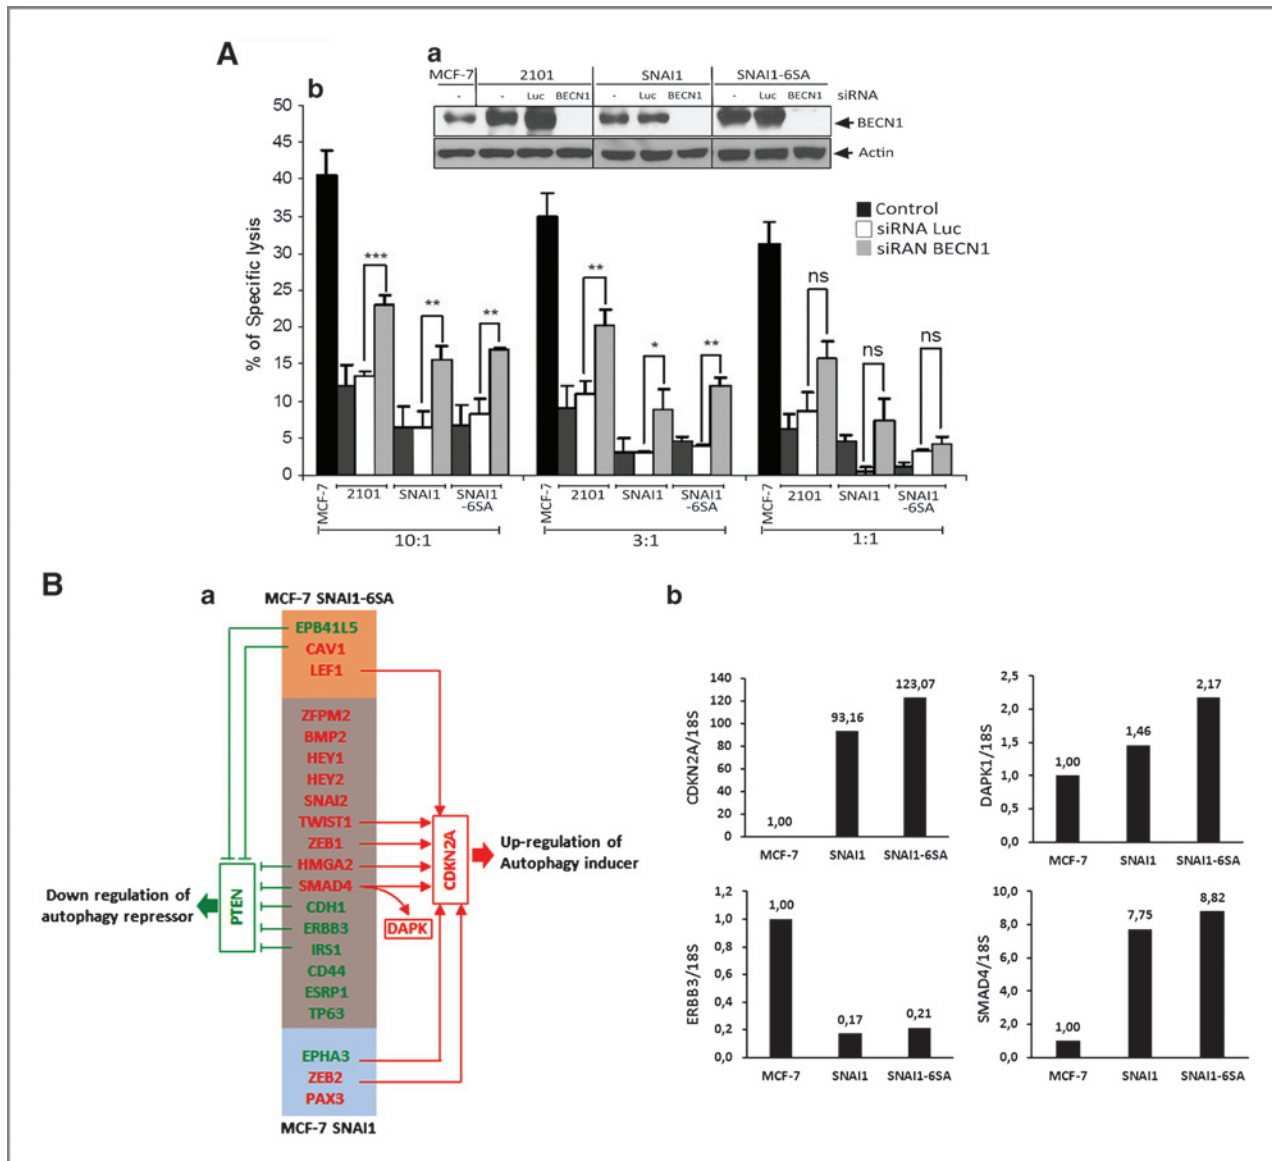 A
a
MCF-7 2101 SNAI1 SNAI1-6SA
- - Luc BECN1 - Luc BECN1 - Luc BECN1 siRNA
BECN1
Actin
b
50
45
40
35
30
25
20
15
10
5
0
% of Specific lysis
*** ** ** ** * ** ns ns ns
Control
siRNA Luc
siRAN BECN1
MCF-7 2101 SNAI1 SNAI1
-6SA
MCF-7 2101 SNAI1 SNAI1
-6SA
MCF-7 2101 SNAI1 SNAI1
-6SA
10:1 3:1 1:1
B
a
MCF-7 SNAI1-6SA
EPB41L5
CAV1
LEF1
ZFPM2
BMP2
HEY1
HEY2
SNAI2
TWIST1
ZEB1
HMGA2
SMAD4
CDH1
ERBB3
IRS1
CD44
ESRP1
TP63
EPHA3
ZEB2
PAX3
MCF-7 SNAI1
Down regulation of
autophagy repressor
PTEN
DAPK
CDKN2A
Up-regulation of
Autophagy inducer
b
CDKN2A/18S
140
120
100
80
60
40
20
0
1,00 93,16 123,07
MCF-7 SNAI1 SNAI1-6SA
DAPK1/18S
2,5
2,0
1,5
1,0
0,5
0,0
1,00 1,46 2,17
MCF-7 SNAI1 SNAI1-6SA
ERBB3/18S
1,2
1,0
0,8
0,6
0,4
0,2
0,0
1,00 0,17 0,21
MCF-7 SNAI1 SNAI1-6SA
SMAD4/18S
10,0
8,0
6,0
4,0
2,0
0,0
1,00 7,75 8,82
MCF-7 SNAI1 SNAI1-6SA